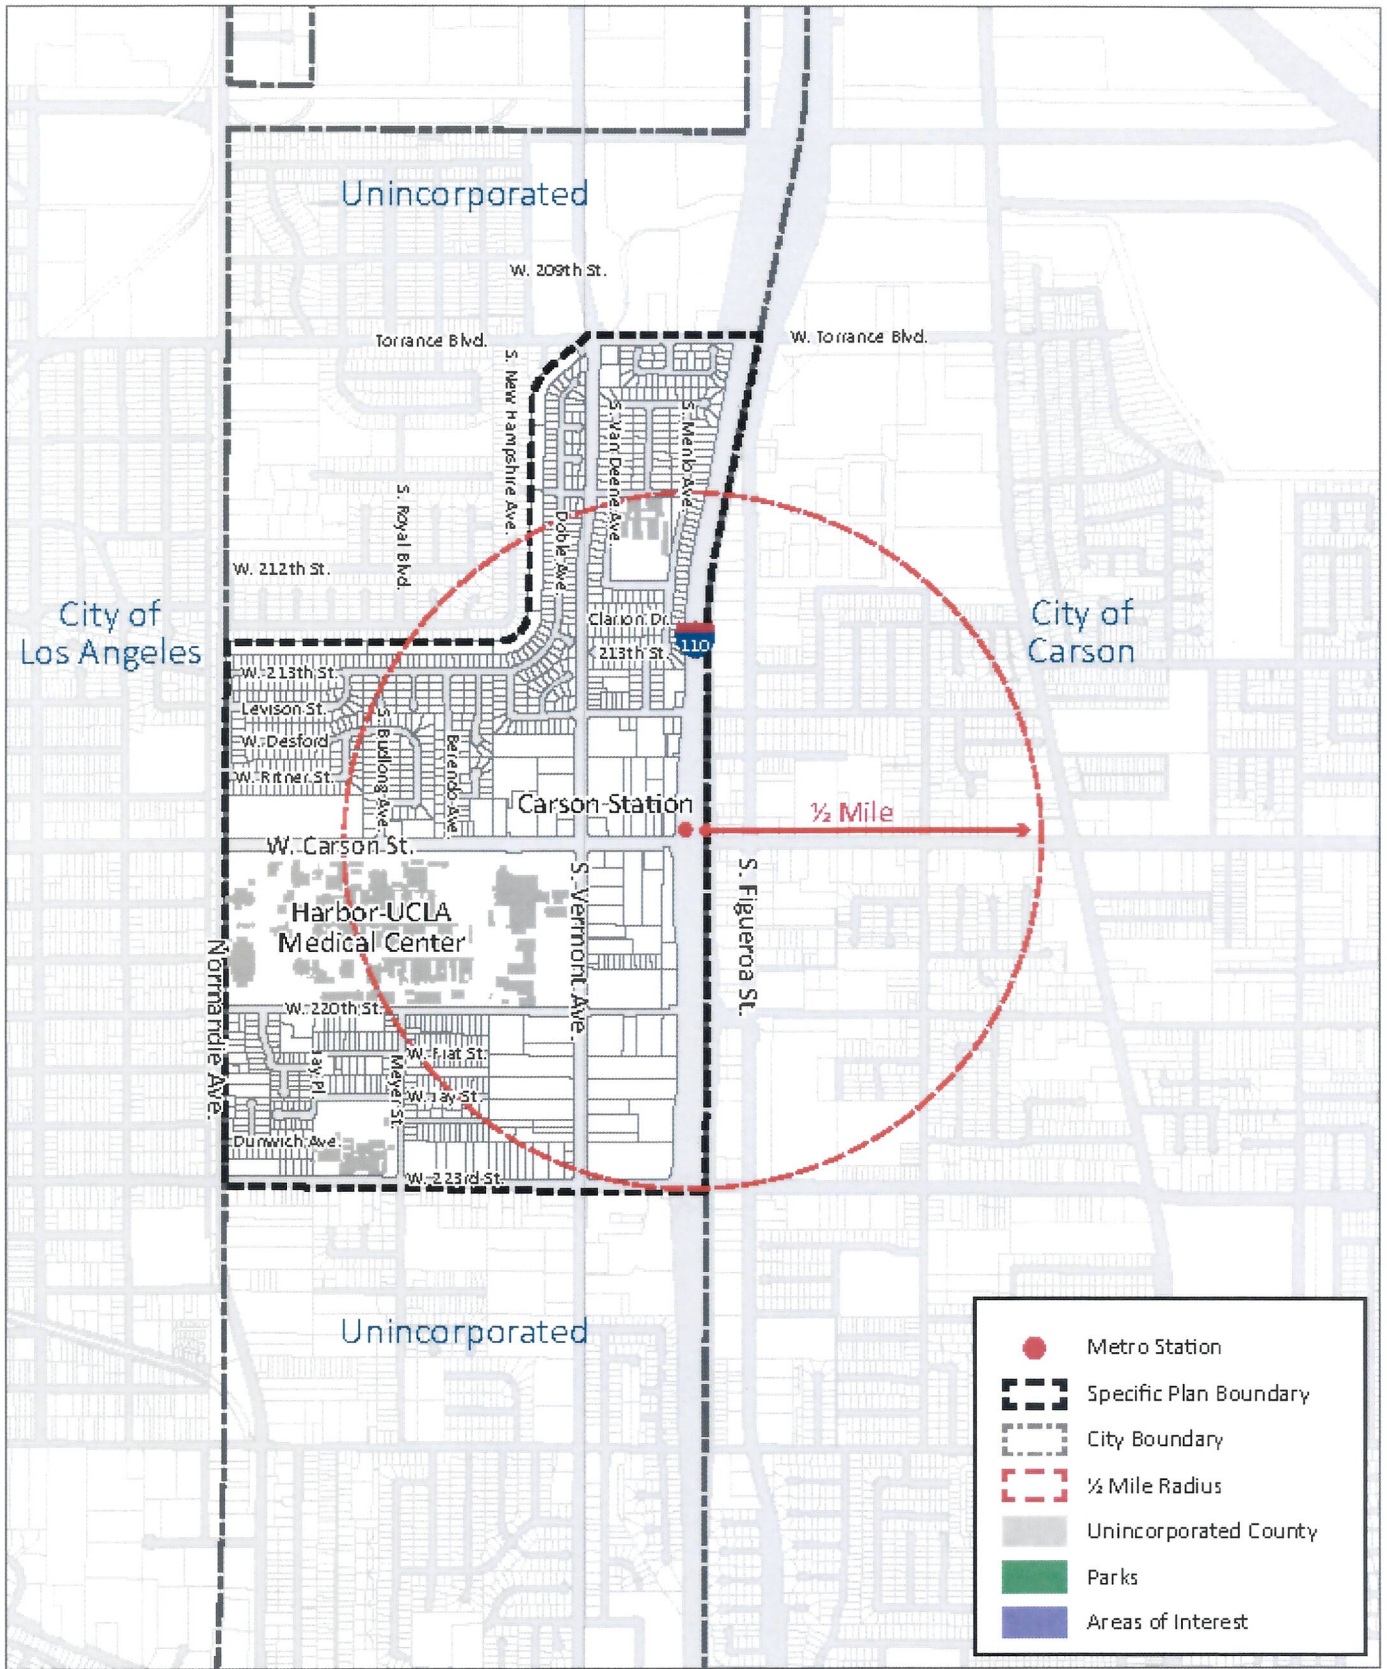 Unincorporated
W. 209th St.
Torrance Blvd.
W. Torrance Blvd.
S. New Hampshire Ave.
S. Van Deene Ave.
S. Menlo Ave.
S. Royal Blvd.
Doble Ave.
W. 212th St.
City of
Los Angeles
City of
Carson
Clarion Dr.
110
213th St.
W. 213th St.
Levison St.
W. Desford
W. Ritner St.
S. Budlong Ave.
Berendo Ave.
Carson Station
½ Mile
W. Carson St.
Harbor-UCLA
Medical Center
S. Vermont Ave.
S. Figueroa St.
Normandie Ave.
W. 220th St.
W. Flat St.
Jay Pl.
Meyer St.
W. Jay St.
Dunwich Ave.
W. 223rd St.
Unincorporated
Metro Station
Specific Plan Boundary
City Boundary
½ Mile Radius
Unincorporated County
Parks
Areas of Interest